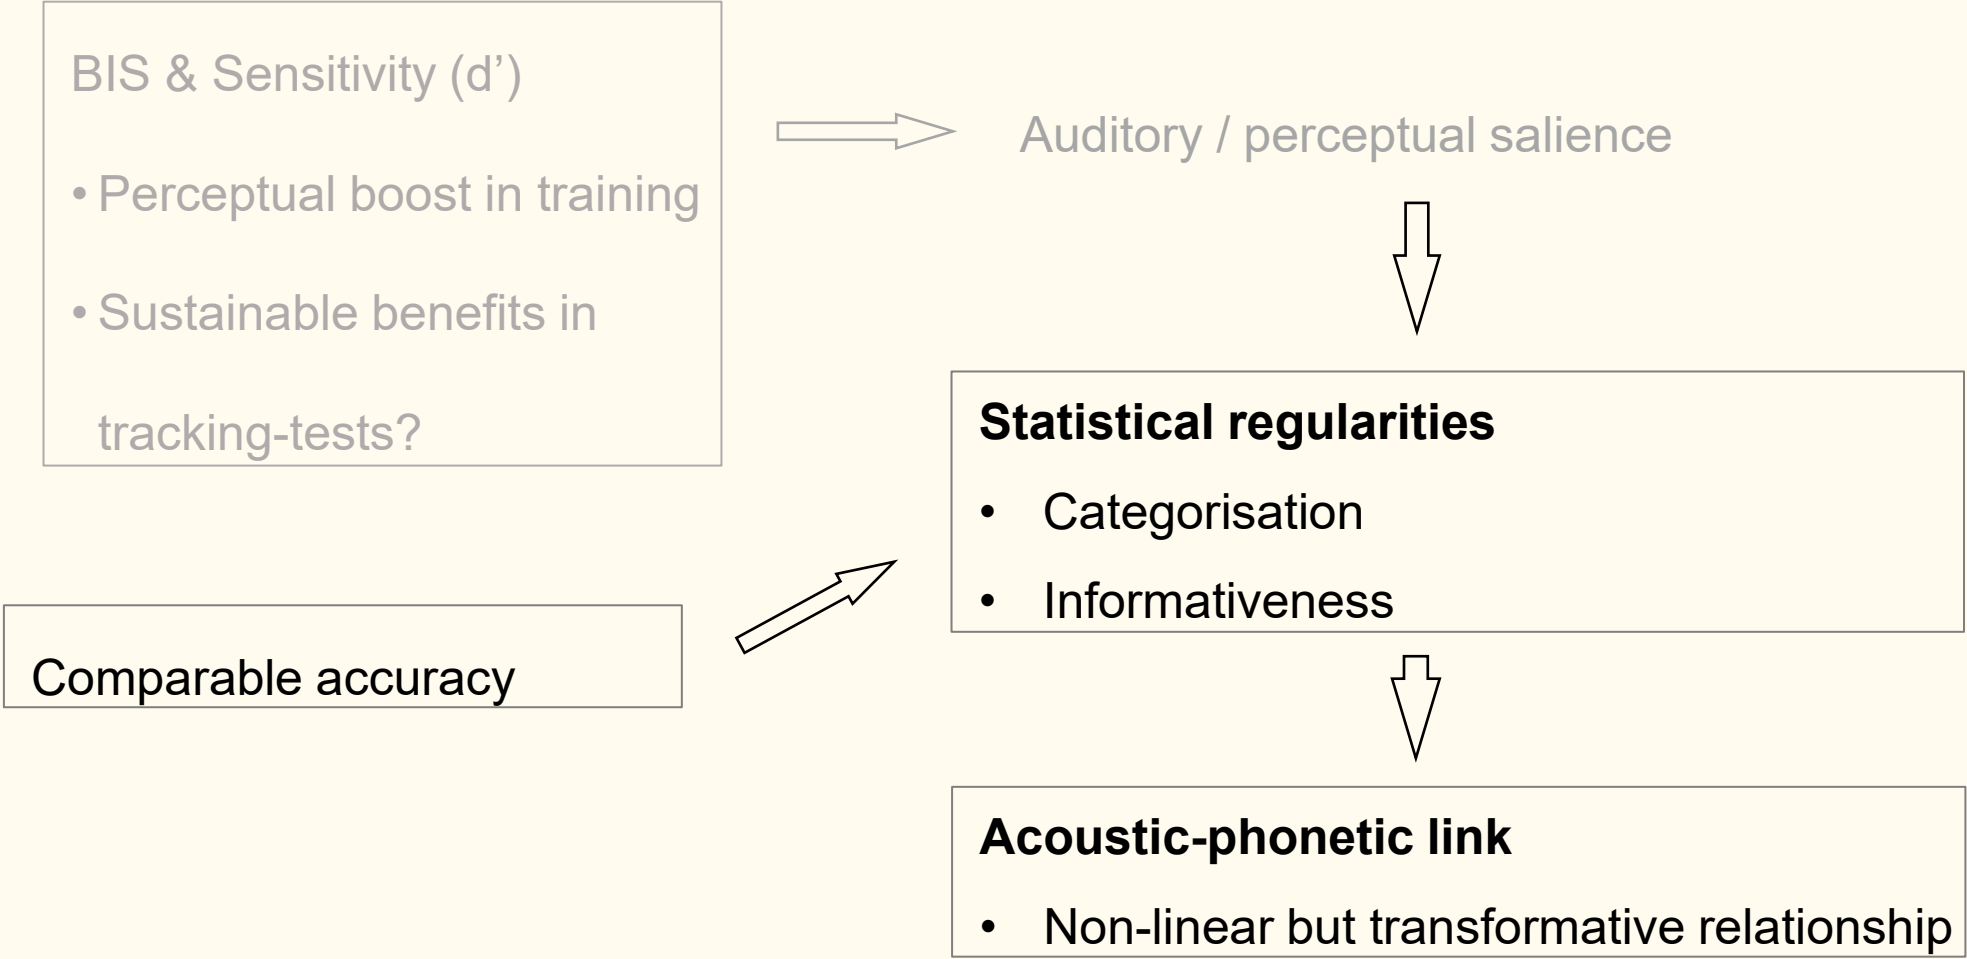 BIS & Sensitivity (d’)
• Perceptual boost in training
• Sustainable benefits in
tracking-tests?
Auditory / perceptual salience
Statistical regularities
• Categorisation
• Informativeness
Comparable accuracy
Acoustic-phonetic link
• Non-linear but transformative relationship